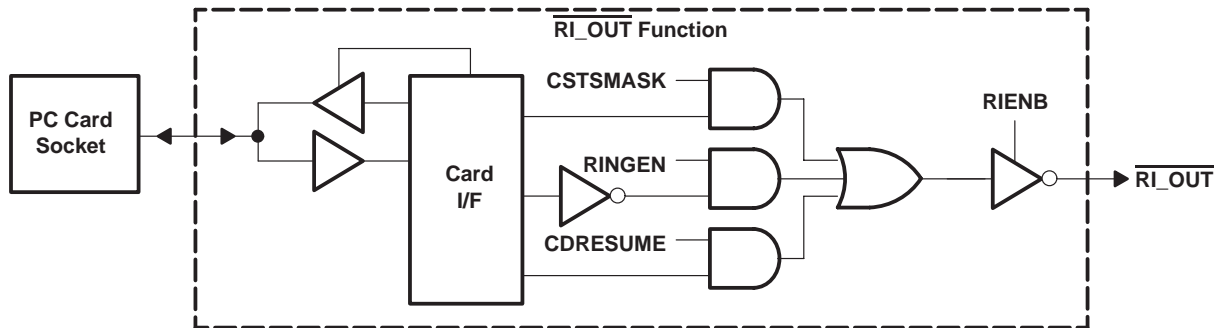 RI_OUT Function
CSTSMASK
RIENB
PC Card
Socket
Card
I/F
RINGEN
RI_OUT
CDRESUME